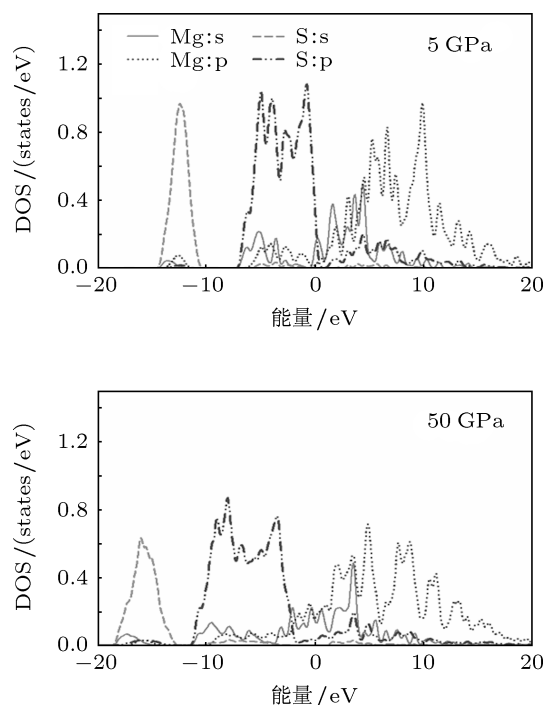 Mg:s S:s
Mg:p S:p
5 GPa
DOS/(states/eV)
1.2
0.8
0.4
0.0
−20 −10 0 10 20
能量/eV
50 GPa
DOS/(states/eV)
1.2
0.8
0.4
0.0
−20 −10 0 10 20
能量/eV